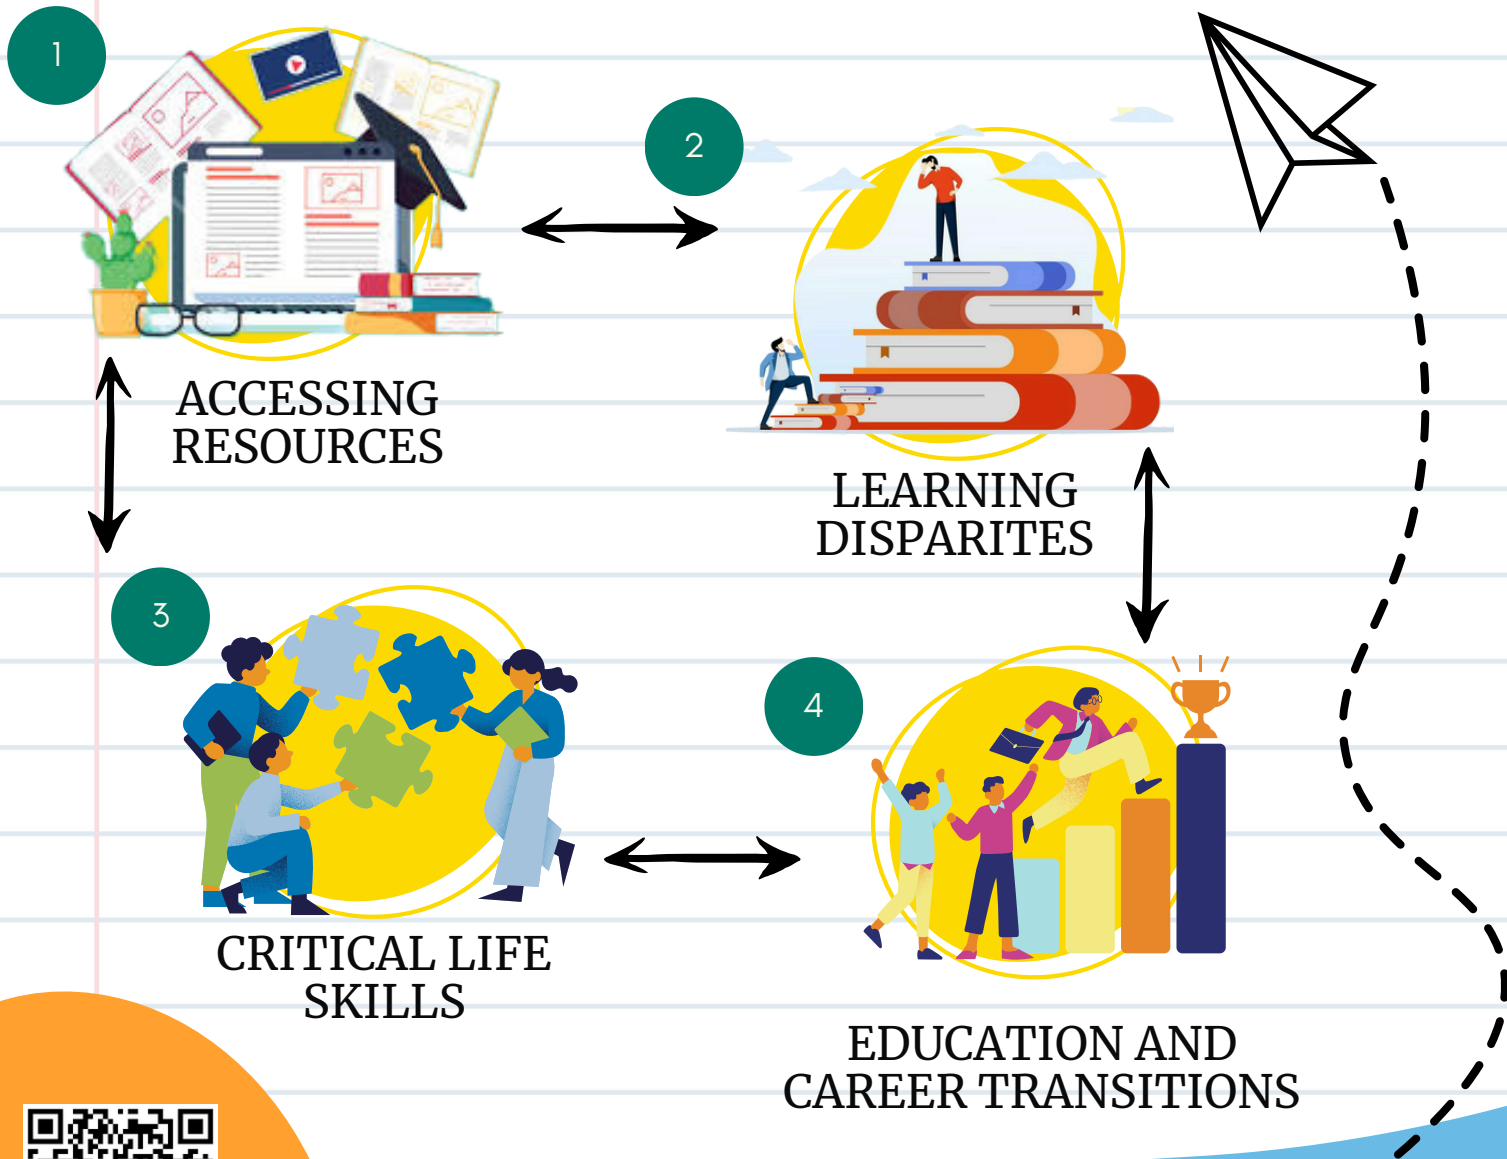 1
ACCESSING
RESOURCES
2
LEARNING
DISPARITES
3
CRITICAL LIFE
SKILLS
4
EDUCATION AND
CAREER TRANSITIONS